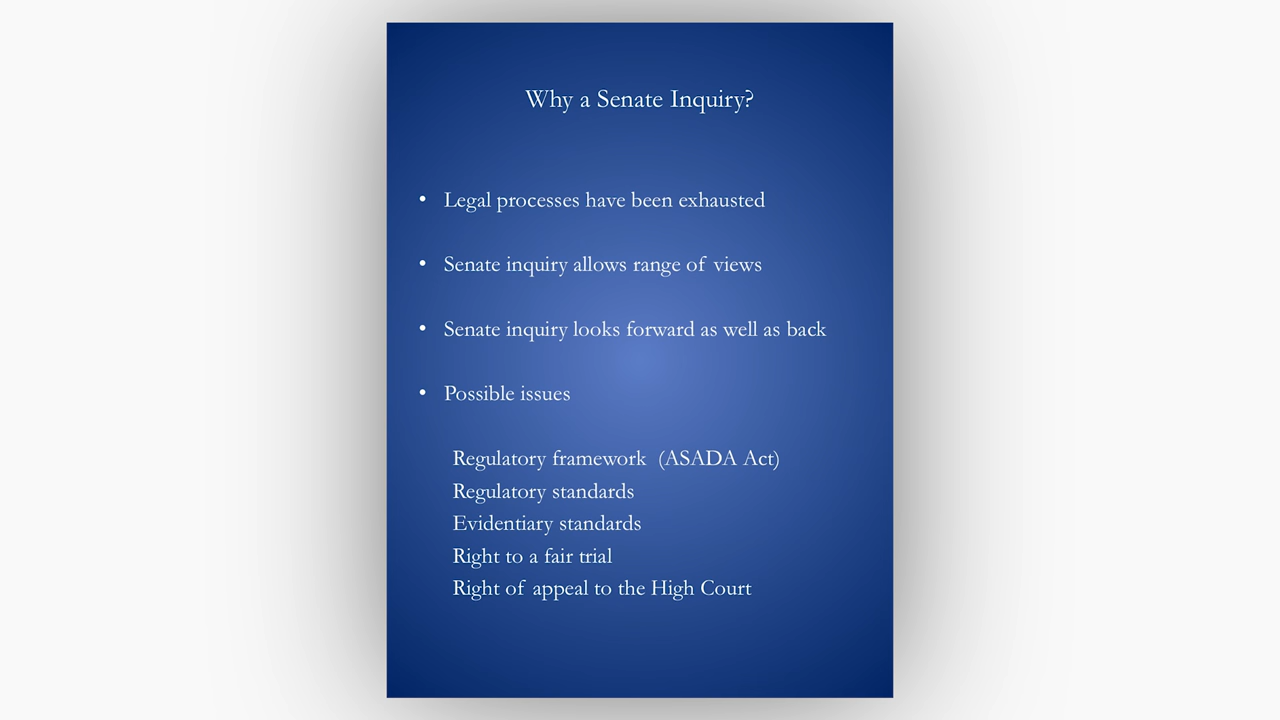 Why a Senate Inquiry?
• Legal processes have been exhausted
• Senate inquiry allows range of views
• Senate inquiry looks forward as well as back
• Possible issues
Regulatory framework (ASADA Act)
Regulatory standards
Evidentiary standards
Right to a fair trial
Right of appeal to the High Court